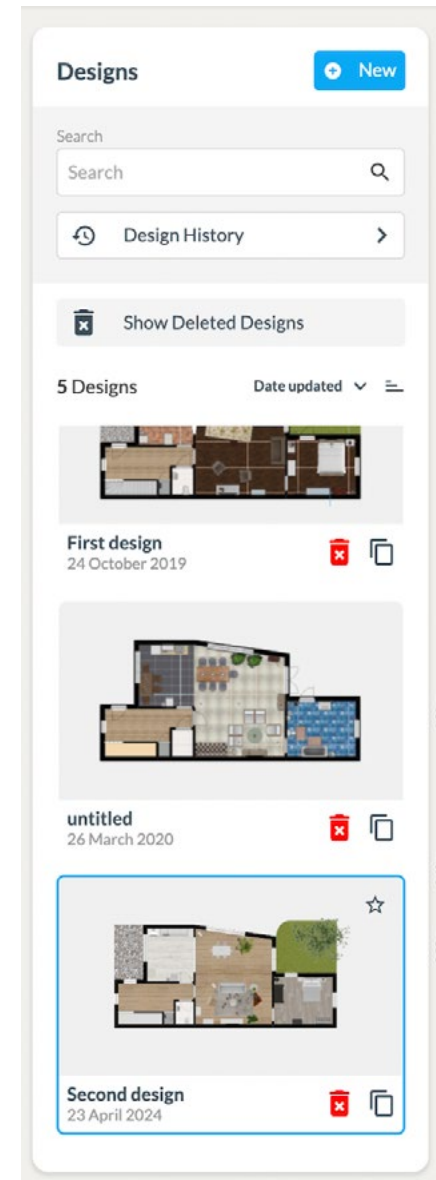 Designs
New
Search
Search
Design History
Show Deleted Designs
5 Designs
Date updated
First design
24 October 2019
untitled
26 March 2020
Second design
23 April 2024